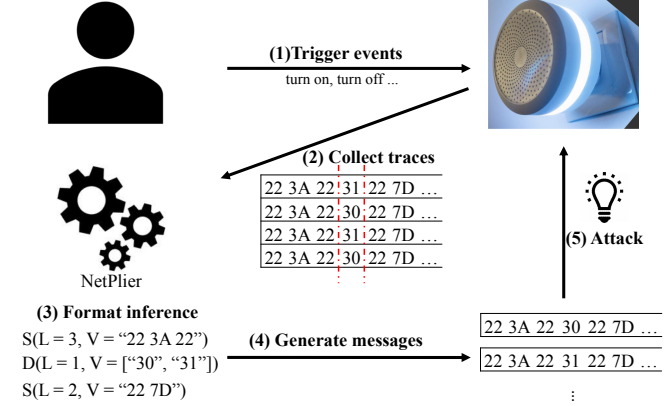 (1)Trigger events
turn on, turn off ...
(2) Collect traces
22 3A 22 31 22 7D …
22 3A 22 30 22 7D …
22 3A 22 31 22 7D …
22 3A 22 30 22 7D …
NetPlier
(3) Format inference
S(L = 3, V = “22 3A 22”)
D(L = 1, V = [“30”, “31”])
S(L = 2, V = “22 7D”)
(4) Generate messages
22 3A 22 30 22 7D …
22 3A 22 31 22 7D …
⋮
(5) Attack